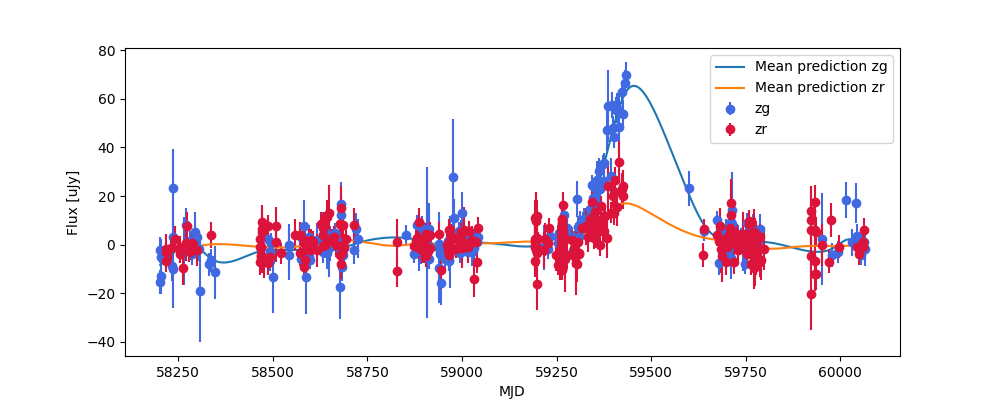 80
60
40
20
0
−20
−40
Flux [uJy]
58250
58500
58750
59000
59250
59500
59750
60000
MJD
Mean prediction zg
Mean prediction zr
zg
zr